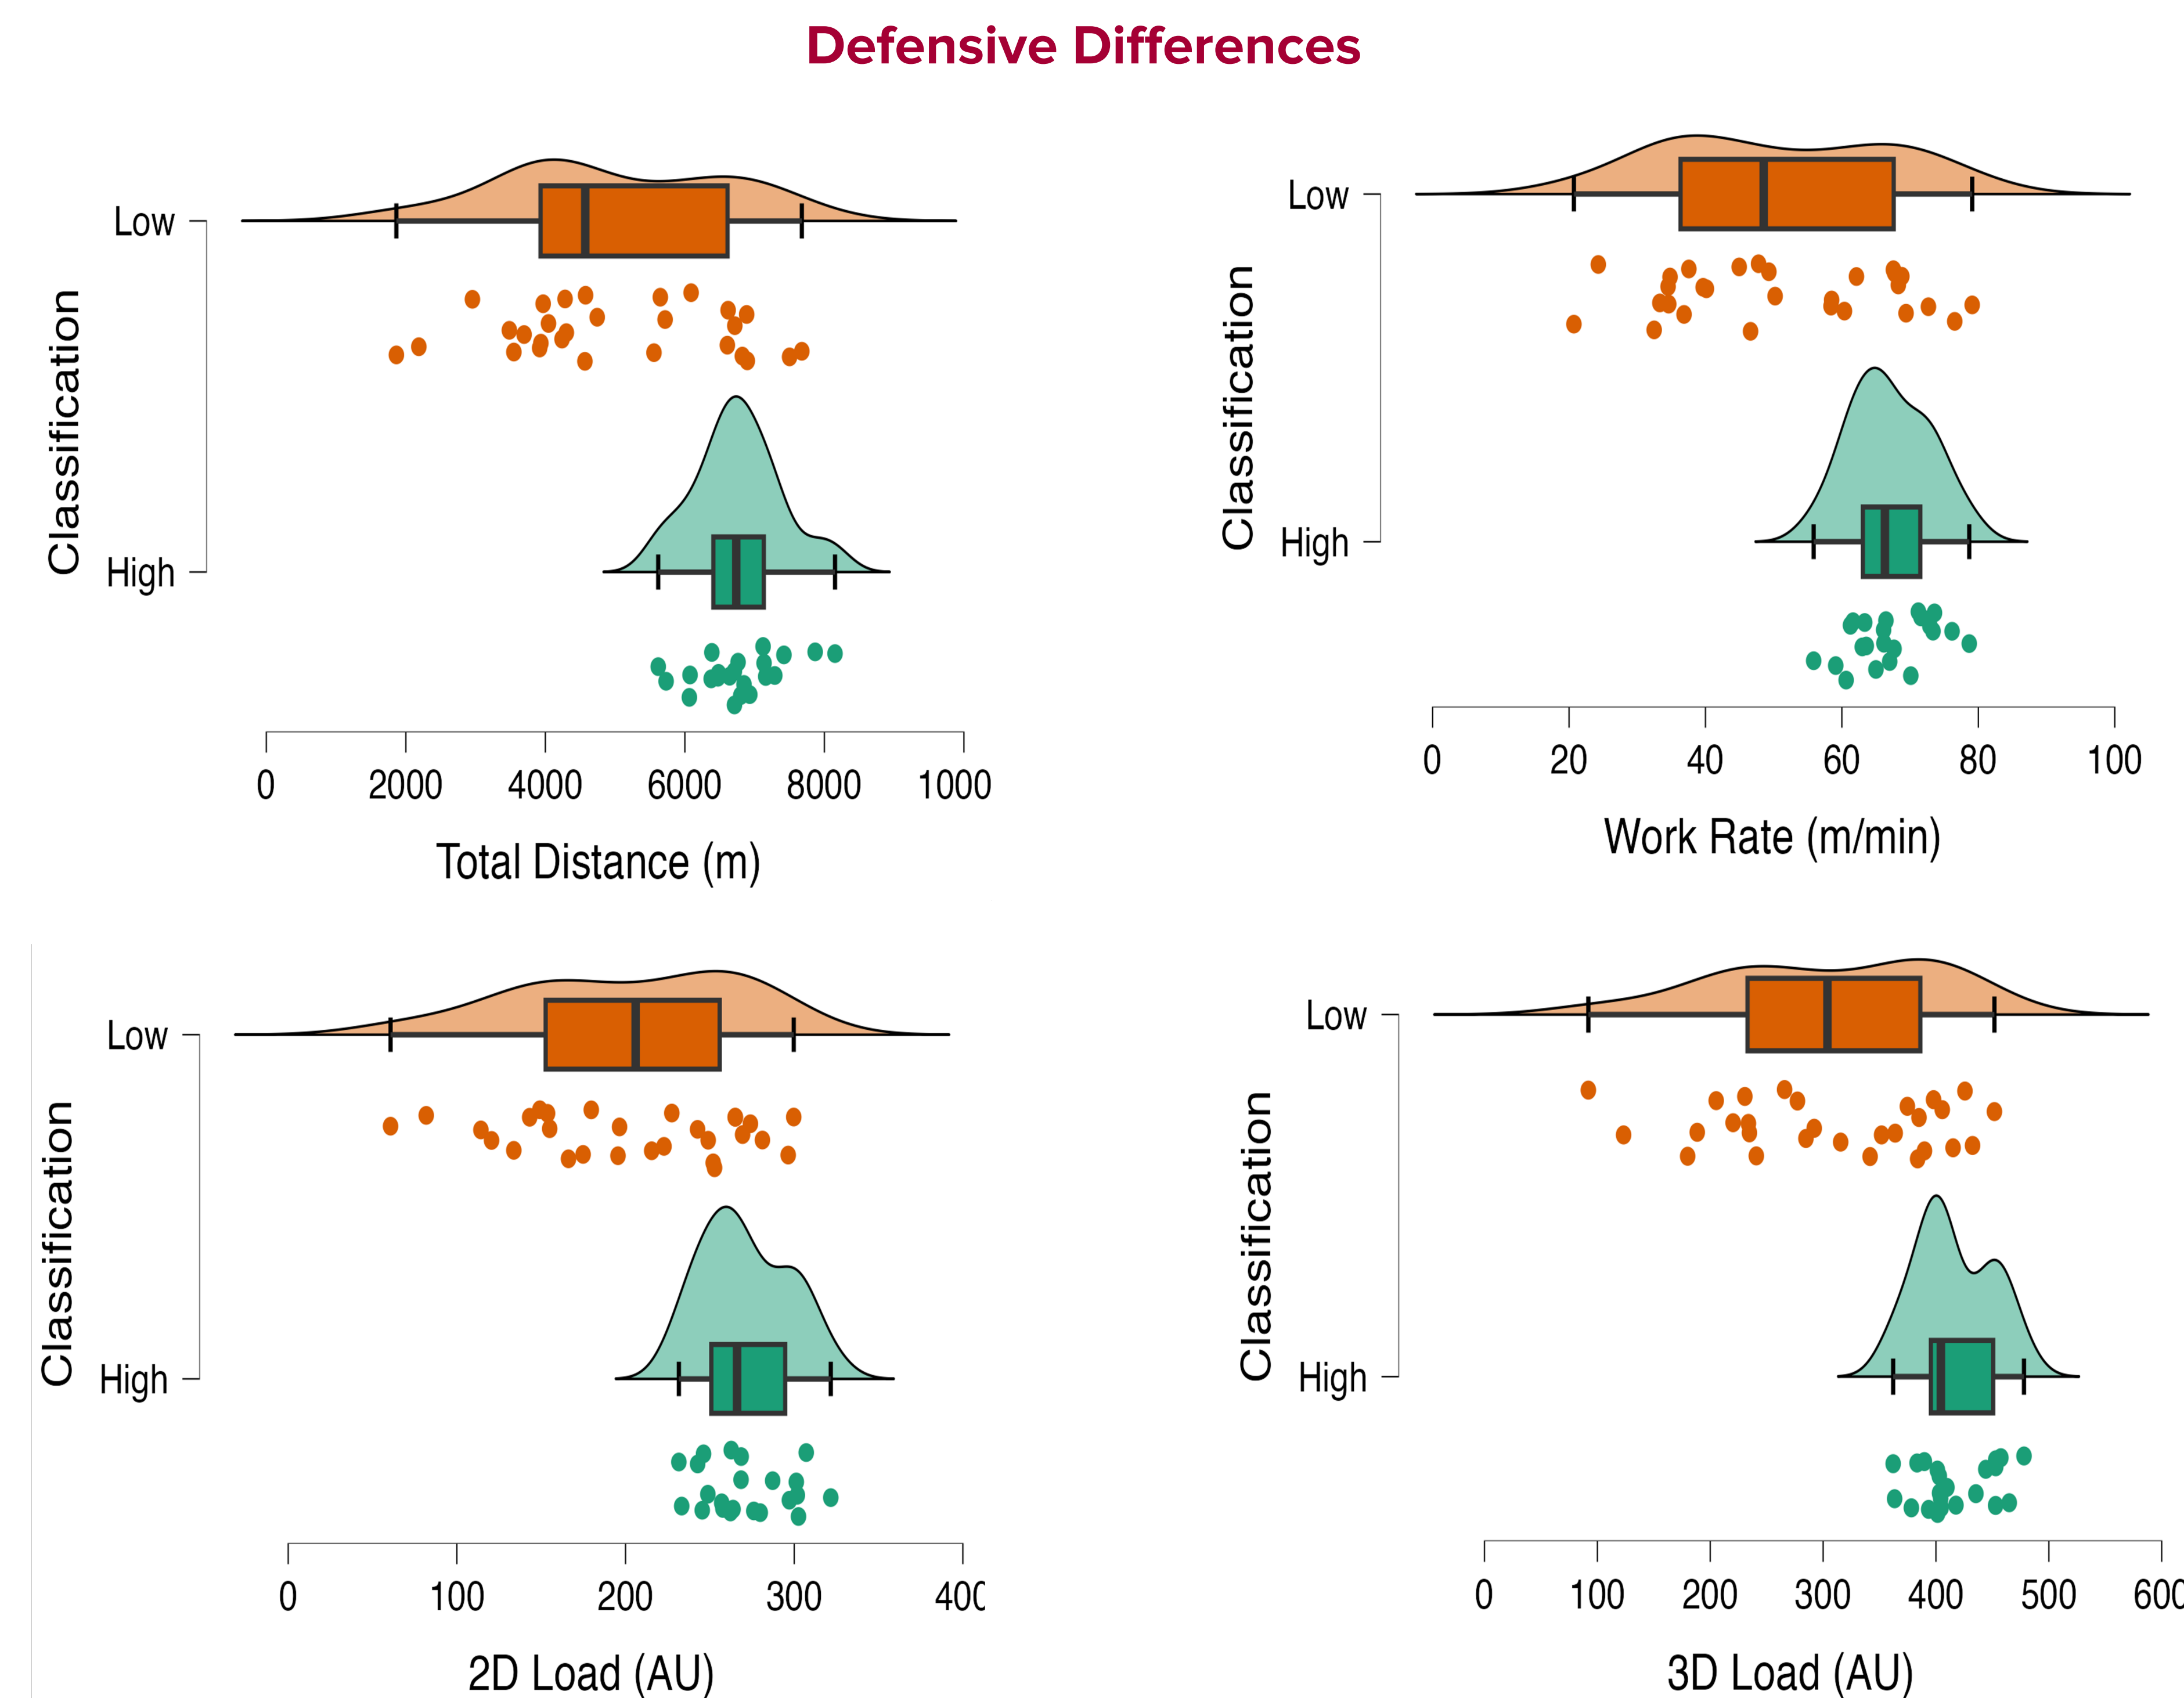 Defensive Differences
Classification
Low
High
0 2000 4000 6000 8000 1000
Total Distance (m)
Classification
Low
High
0 20 40 60 80 100
Work Rate (m/min)
Classification
Low
High
0 100 200 300 400
2D Load (AU)
Classification
Low
High
0 100 200 300 400 500 600
3D Load (AU)